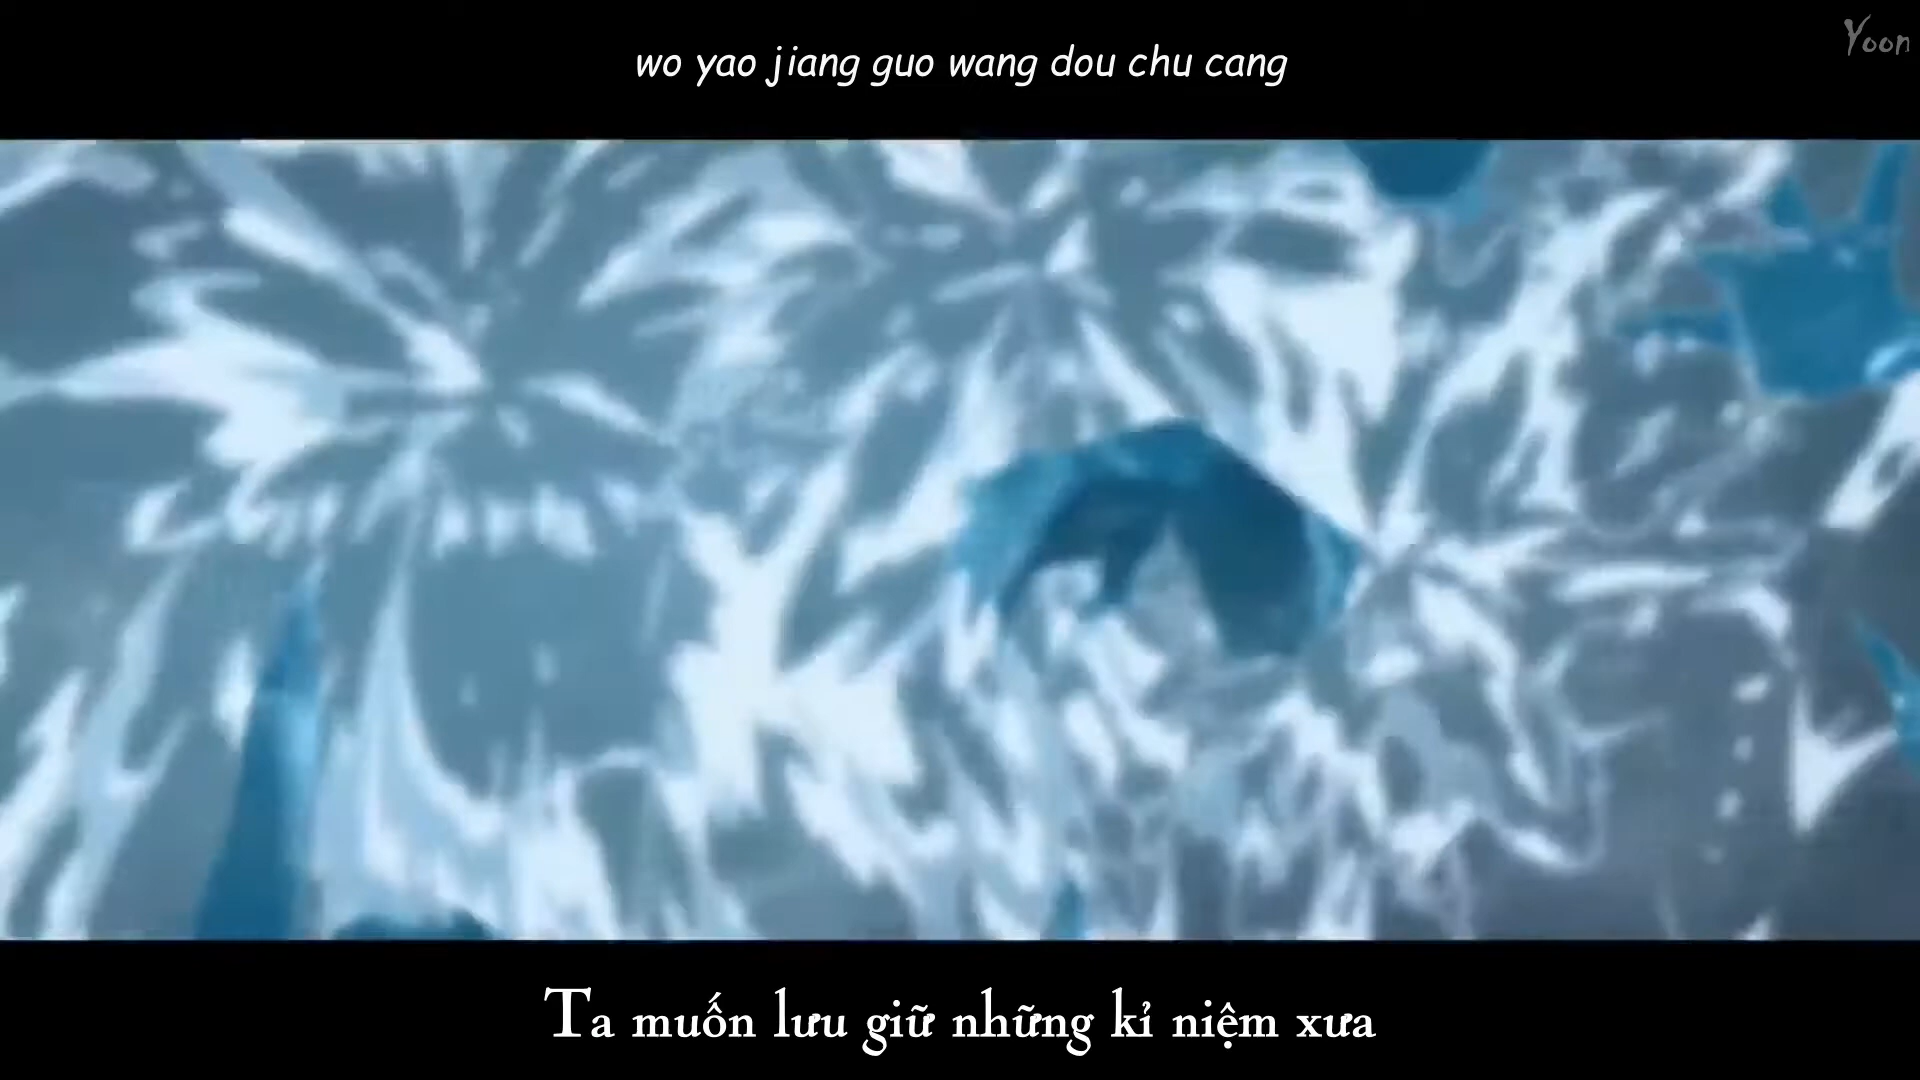 Yoon
wo yao jiang guo wang dou chu cang
Ta muốn lưu giữ những kỉ niệm xưa